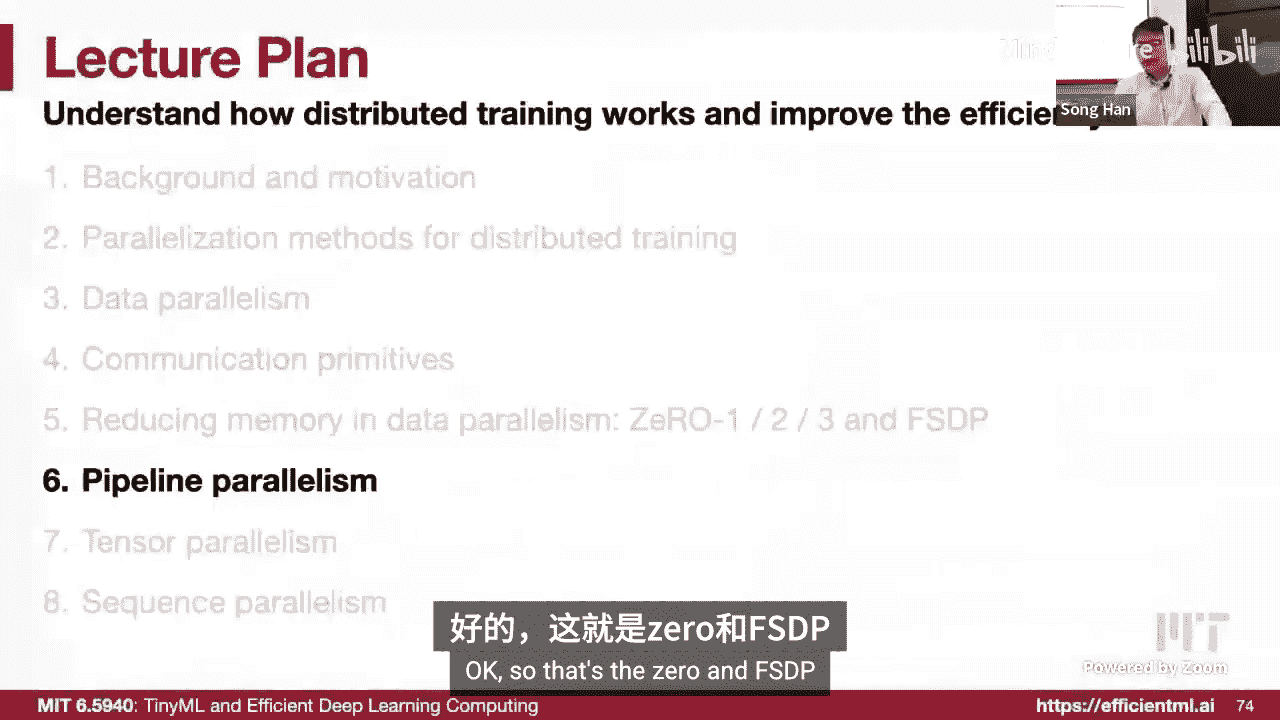 Lecture Plan
Understand how distributed training works and improve the
Song Han
1. Background and motivation
2. Parallelization methods for distributed training
3. Data parallelism
4. Communication primitives
5. Reducing memory in data parallelism: ZeRO-1 / 2 / 3 and FSDP
6. Pipeline parallelism
7. Tensor parallelism
8. Sequence parallelism
好的，这就是zero和FSDP
OK, so that's the zero and FSDP
MIT
Powered by Zoom
MIT 6.5940: TinyML and Efficient Deep Learning Computing
https://efficientml.ai
74